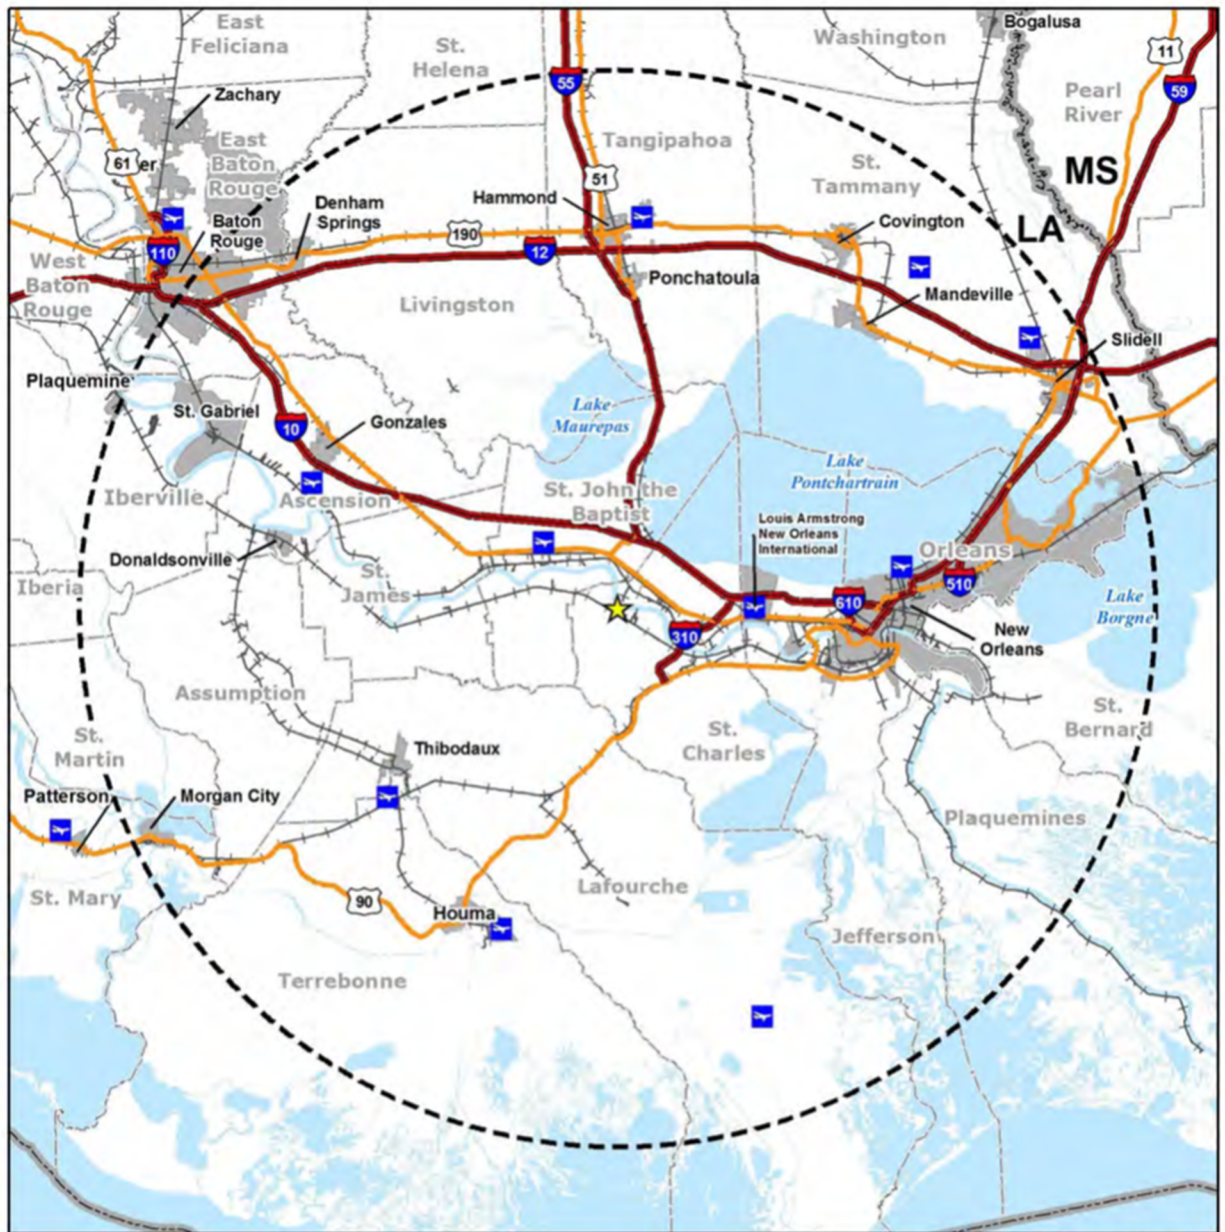 East
Feliciana
St.
Helena
Washington
Bogalusa
11
59
55
Pearl
River
Zachary
MS
East
Baton
Rouge
61
er
Tangipahoa
St.
Tammany
51
Hammond
Denham
Springs
Baton
Rouge
190
12
Covington
LA
110
West
Baton
Rouge
Livingston
Ponchatoula
Mandeville
Slidell
Plaquemine
St. Gabriel
10
Gonzales
Lake
Maurepas
Lake
Pontchartrain
Iberville
Ascension
St. John the
Baptist
Louis Armstrong
New Orleans
International
Donaldsonville
Orleans
510
Iberia
St.
James
610
Lake
Borgne
310
New
Orleans
Assumption
St.
Martin
Thibodaux
St.
Charles
St.
Bernard
Patterson
Morgan City
Plaquemines
St. Mary
90
Houma
Lafourche
Jefferson
Terrebonne